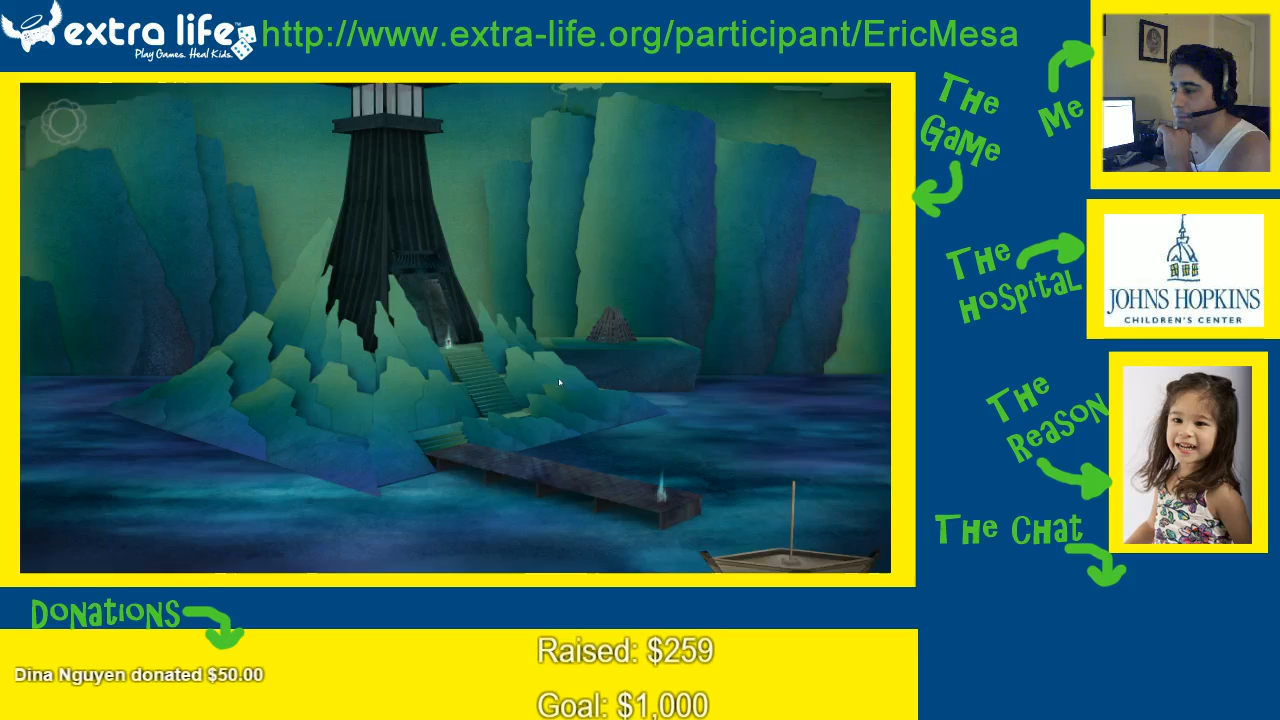 extra life
Play Games. Heal Kids.
http://www.extra-life.org/participant/EricMesa
The Game
Me
The Hospital
JOHNS HOPKINS
CHILDREN'S CENTER
The Reason
The Chat
Donations
Dina Nguyen donated $50.00
Raised: $259
Goal: $1,000